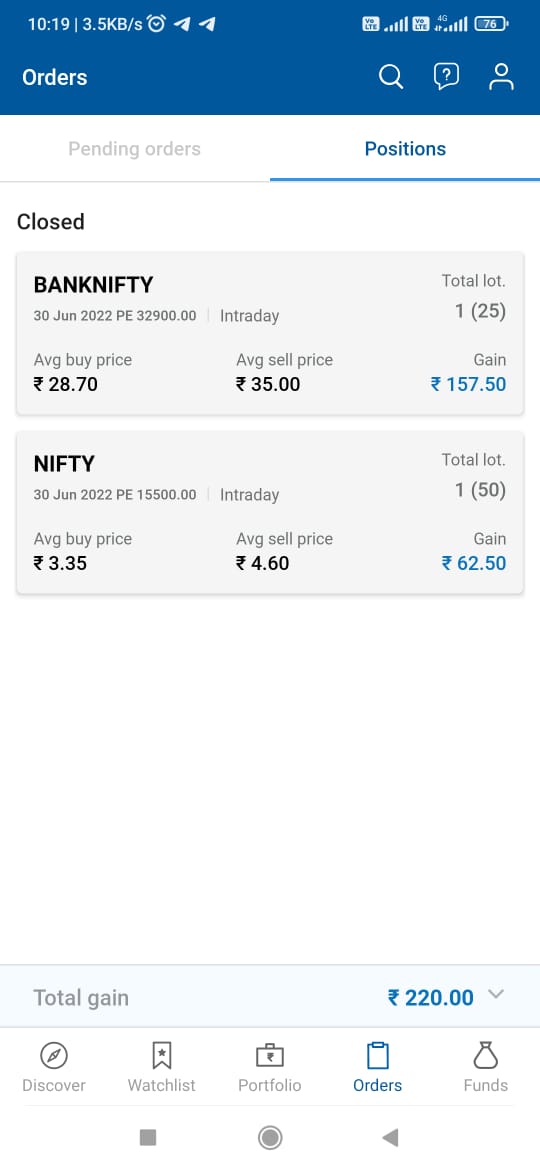 10:19 | 3.5KB/s
Vo LTE Vo LTE 4G 76
Orders
Pending orders Positions
Closed
BANKNIFTY Total lot.
30 Jun 2022 PE 32900.00 Intraday 1 (25)
Avg buy price Avg sell price Gain
₹ 28.70 ₹ 35.00 ₹ 157.50
NIFTY Total lot.
30 Jun 2022 PE 15500.00 Intraday 1 (50)
Avg buy price Avg sell price Gain
₹ 3.35 ₹ 4.60 ₹ 62.50
Total gain ₹ 220.00
Discover Watchlist Portfolio Orders Funds